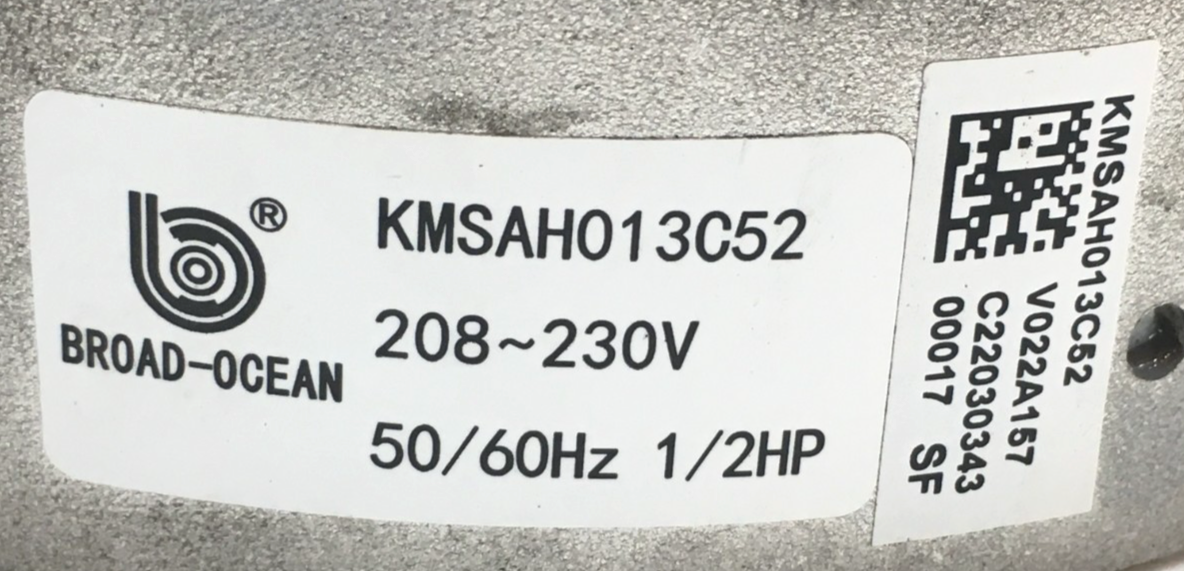 ®
BROAD-OCEAN
KMSAH013C52
208~230V
50/60Hz 1/2HP
KMSAH013C52
V022A157
C22030343
00017 SF